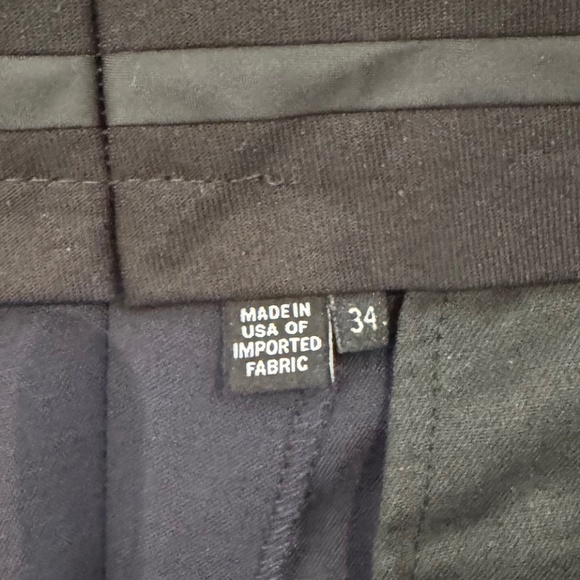 MADE IN
USA OF
IMPORTED
FABRIC
34